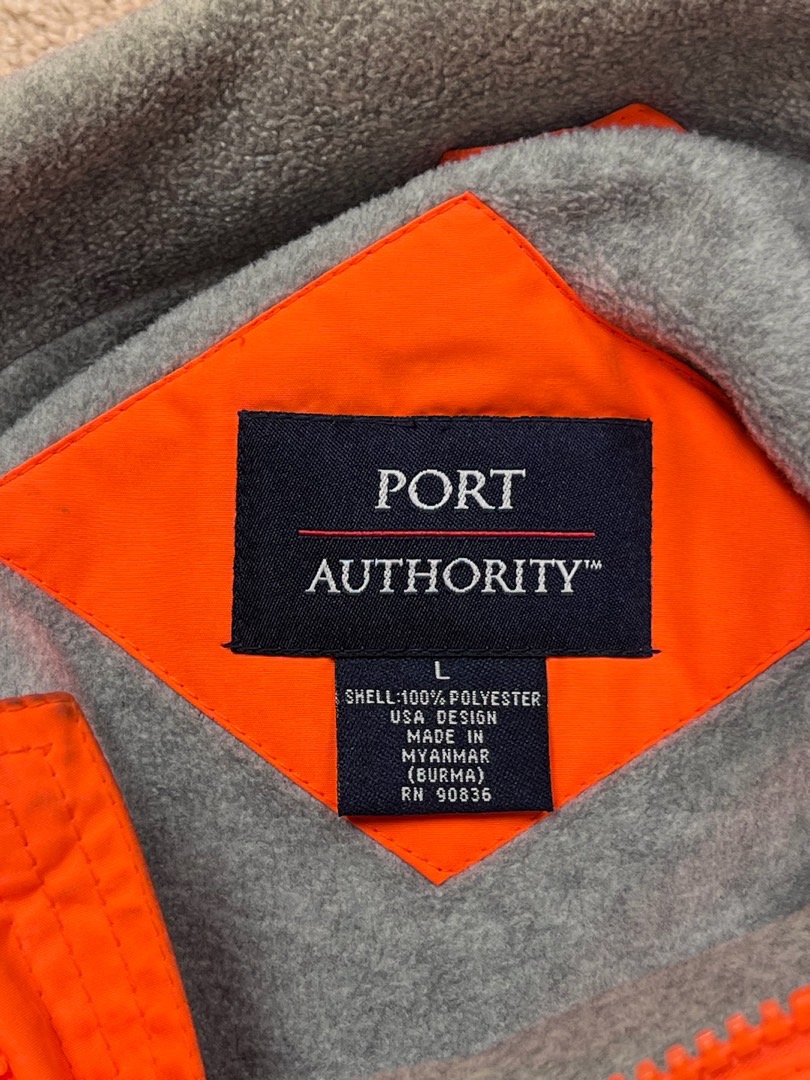 PORT
AUTHORITY™
L
SHELL:100% POLYESTER
USA DESIGN
MADE IN
MYANMAR
(BURMA)
RN 90836